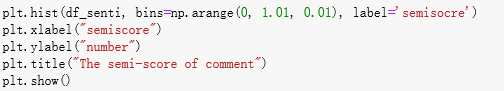 plt.hist(df_senti, bins=np.arange(0, 1.01, 0.01), label='semisocre')
plt.xlabel("semiscore")
plt.ylabel("number")
plt.title("The semi-score of comment")
plt.show()